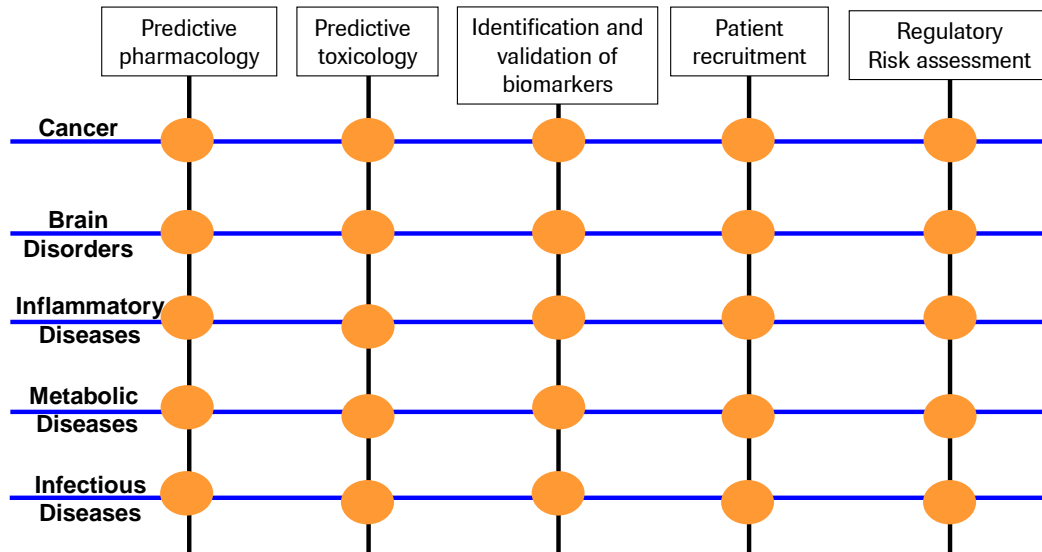 Predictive
pharmacology
Predictive
toxicology
Identification and
validation of
biomarkers
Patient
recruitment
Regulatory
Risk assessment
Cancer
Brain
Disorders
Inflammatory
Diseases
Metabolic
Diseases
Infectious
Diseases